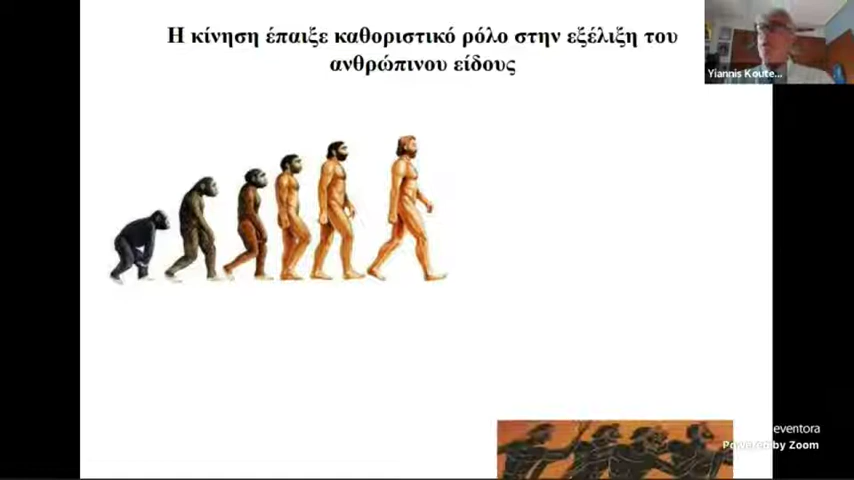 Η κίνηση έπαιξε καθοριστικό ρόλο στην εξέλιξη του
ανθρώπινου είδους
Yiannis Koute...
eventora
Powered by Zoom